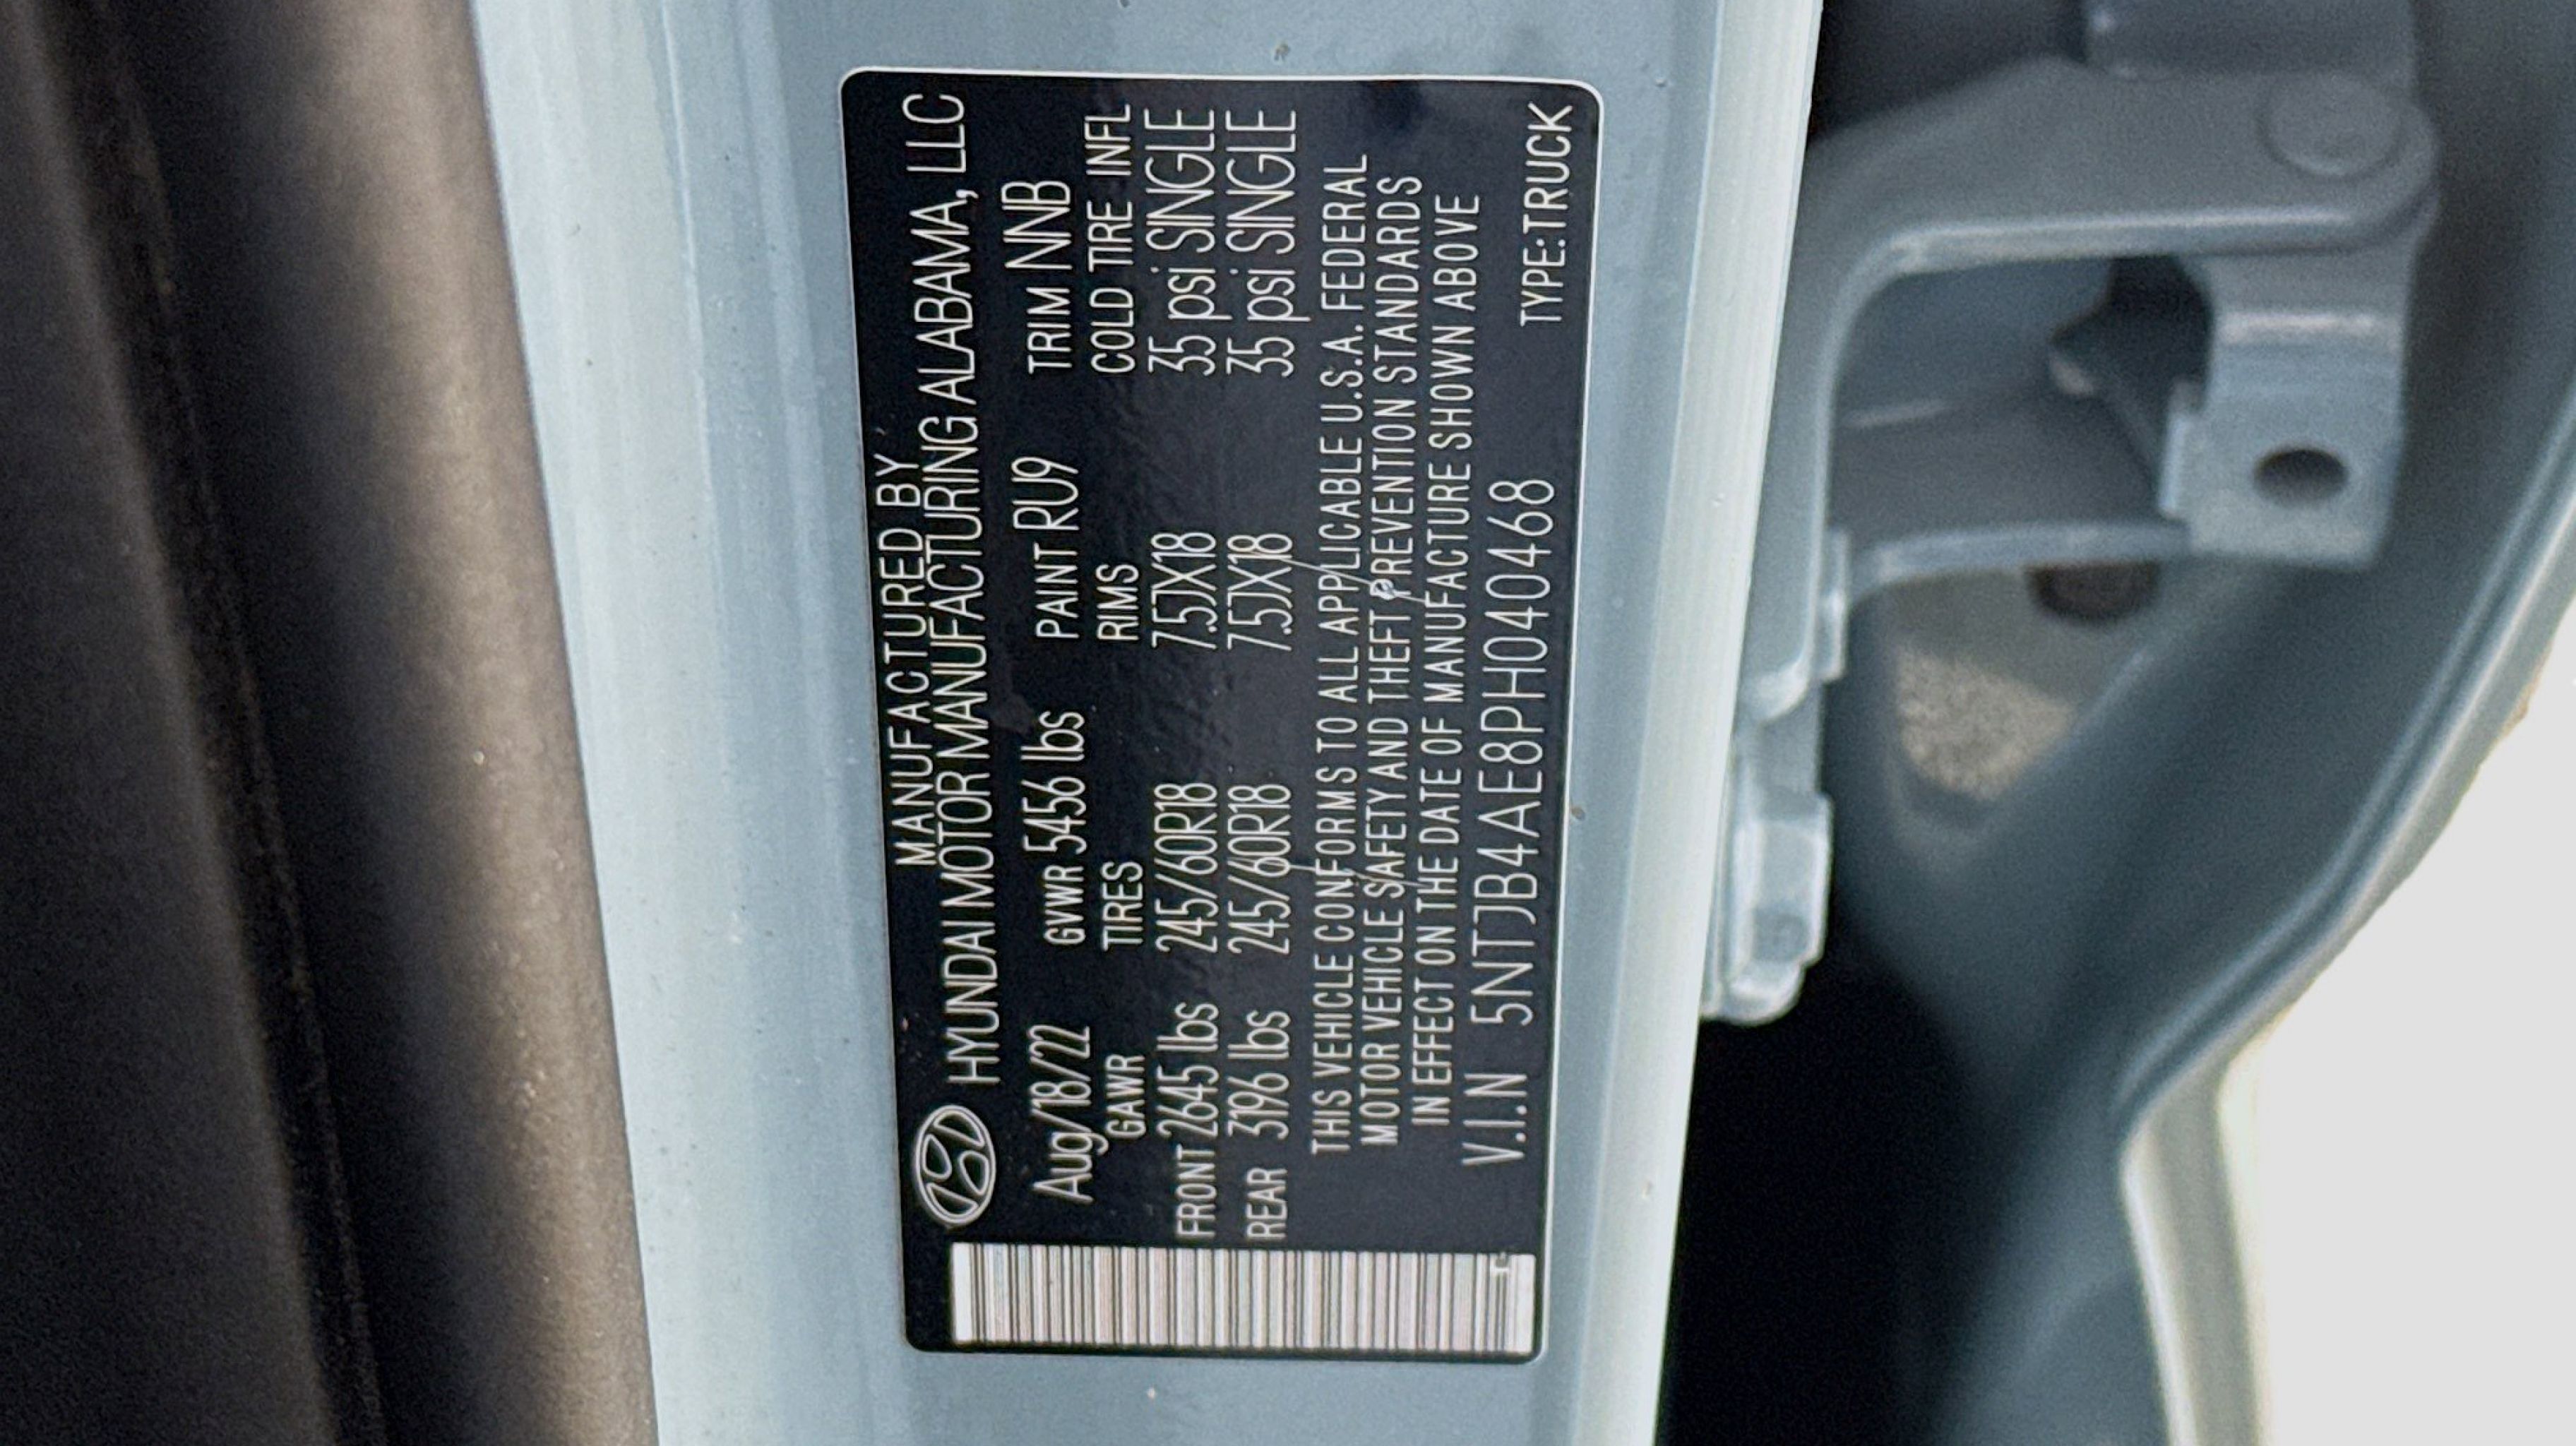 MANUFACTURED BY
HYUNDAI MOTOR MANUFACTURING ALABAMA, LLC
Aug/18/22 GVWR 5456 lbs PAINT RU9 TRIM NNB
GAWR TIRES RIMS COLD TIRE INFL
FRONT 2645 lbs 245/60R18 7.5JX18 35 psi SINGLE
REAR 3196 lbs 245/60R18 7.5JX18 35 psi SINGLE
THIS VEHICLE CONFORMS TO ALL APPLICABLE U.S.A. FEDERAL
MOTOR VEHICLE SAFETY AND THEFT PREVENTION STANDARDS
IN EFFECT ON THE DATE OF MANUFACTURE SHOWN ABOVE
V.I.N 5NTJB4AE8PH040468 TYPE:TRUCK